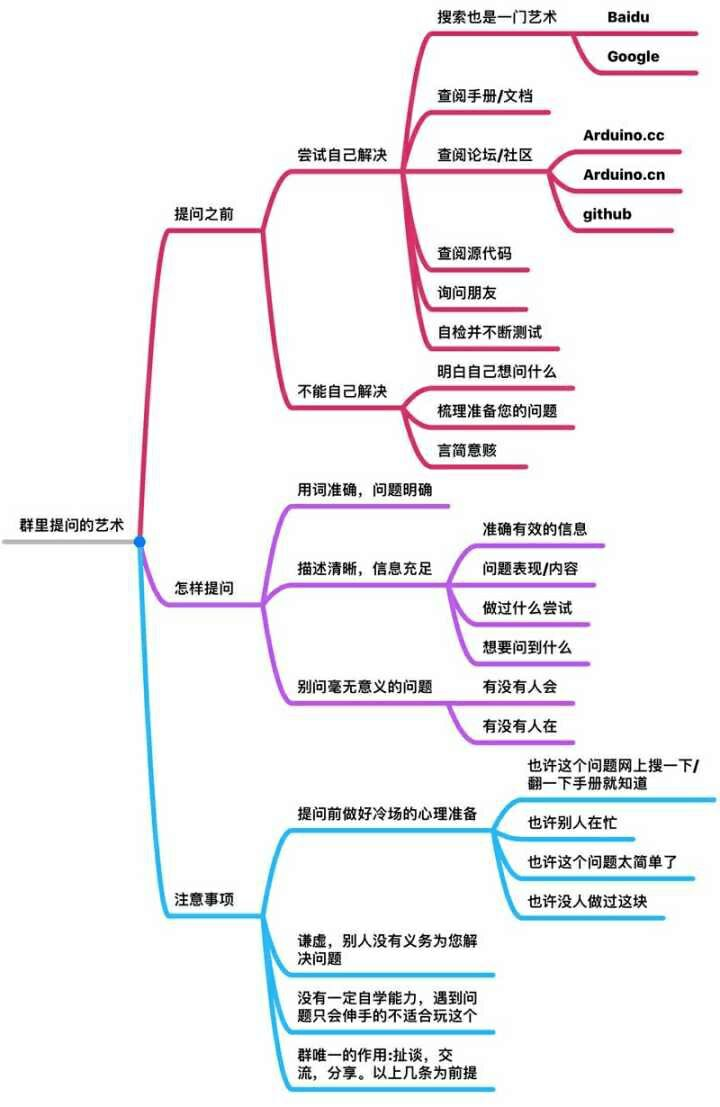 群里提问的艺术
提问之前
尝试自己解决
搜索也是一门艺术
Baidu
Google
查阅手册/文档
查阅论坛/社区
Arduino.cc
Arduino.cn
github
查阅源代码
询问朋友
自检并不断测试
不能自己解决
明白自己想问什么
梳理准备您的问题
言简意赅
怎样提问
用词准确，问题明确
描述清晰，信息充足
准确有效的信息
问题表现/内容
做过什么尝试
想要问到什么
别问毫无意义的问题
有没有人会
有没有人在
注意事项
提问前做好冷场的心理准备
也许这个问题网上搜一下/
翻一下手册就知道
也许别人在忙
也许这个问题太简单了
也许没人做过这块
谦虚，别人没有义务为您解
决问题
没有一定自学能力，遇到问
题只会伸手的不适合玩这个
群唯一的作用:扯谈，交
流，分享。以上几条为前提